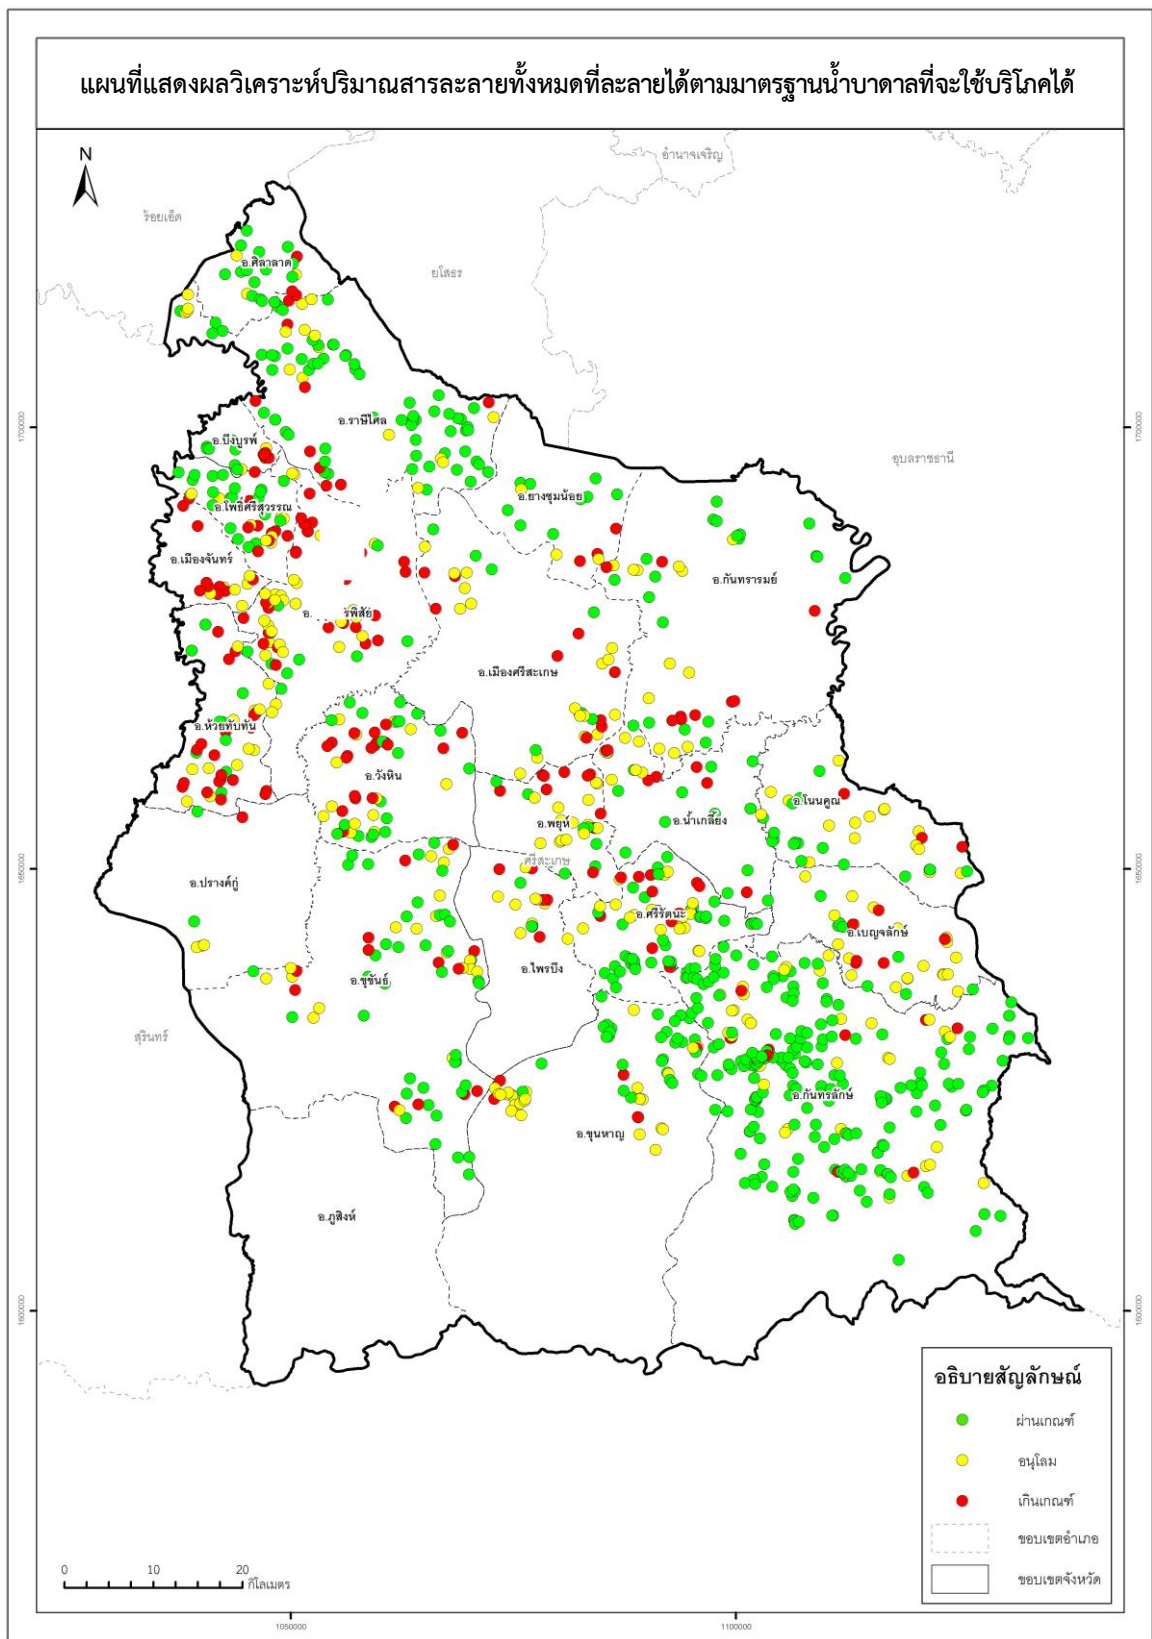 แผนที่แสดงผลวิเคราะห์ปริมาณสารละลายทั้งหมดที่ละลายได้ตามมาตรฐานน้ำบาดาลที่จะใช้บริโภคได้
N
อำนาจเจริญ
ร้อยเอ็ด
ยโสธร
อ.ศิลาลาด
1700000
1700000
อ.ราษีไศล
อ.บึงบูรพ์
อุบลราชธานี
อ.ยางชุมน้อย
อ.โพธิ์ศรีสุวรรณ
อ.เมืองจันทร์
อ.กันทรารมย์
อ.
รพิสัย
อ.เมืองศรีสะเกษ
อ.ห้วยทับทัน
อ.วังหิน
อ.โนนคูณ
อ.พยุห์
อ.น้ำเกลี้ยง
ศรีสะเกษ
1650000
1650000
อ.ปรางค์กู่
อ.ศรีรัตนะ
อ.เบญจลักษ์
อ.ไพรบึง
อ.ขุขันธ์
สุรินทร์
อ.กันทรลักษ์
อ.ขุนหาญ
อ.ภูสิงห์
1600000
1600000
อธิบายสัญลักษณ์
ผ่านเกณฑ์
อนุโลม
เกินเกณฑ์
ขอบเขตอำเภอ
ขอบเขตจังหวัด
0 10 20
กิโลเมตร
1050000
1100000